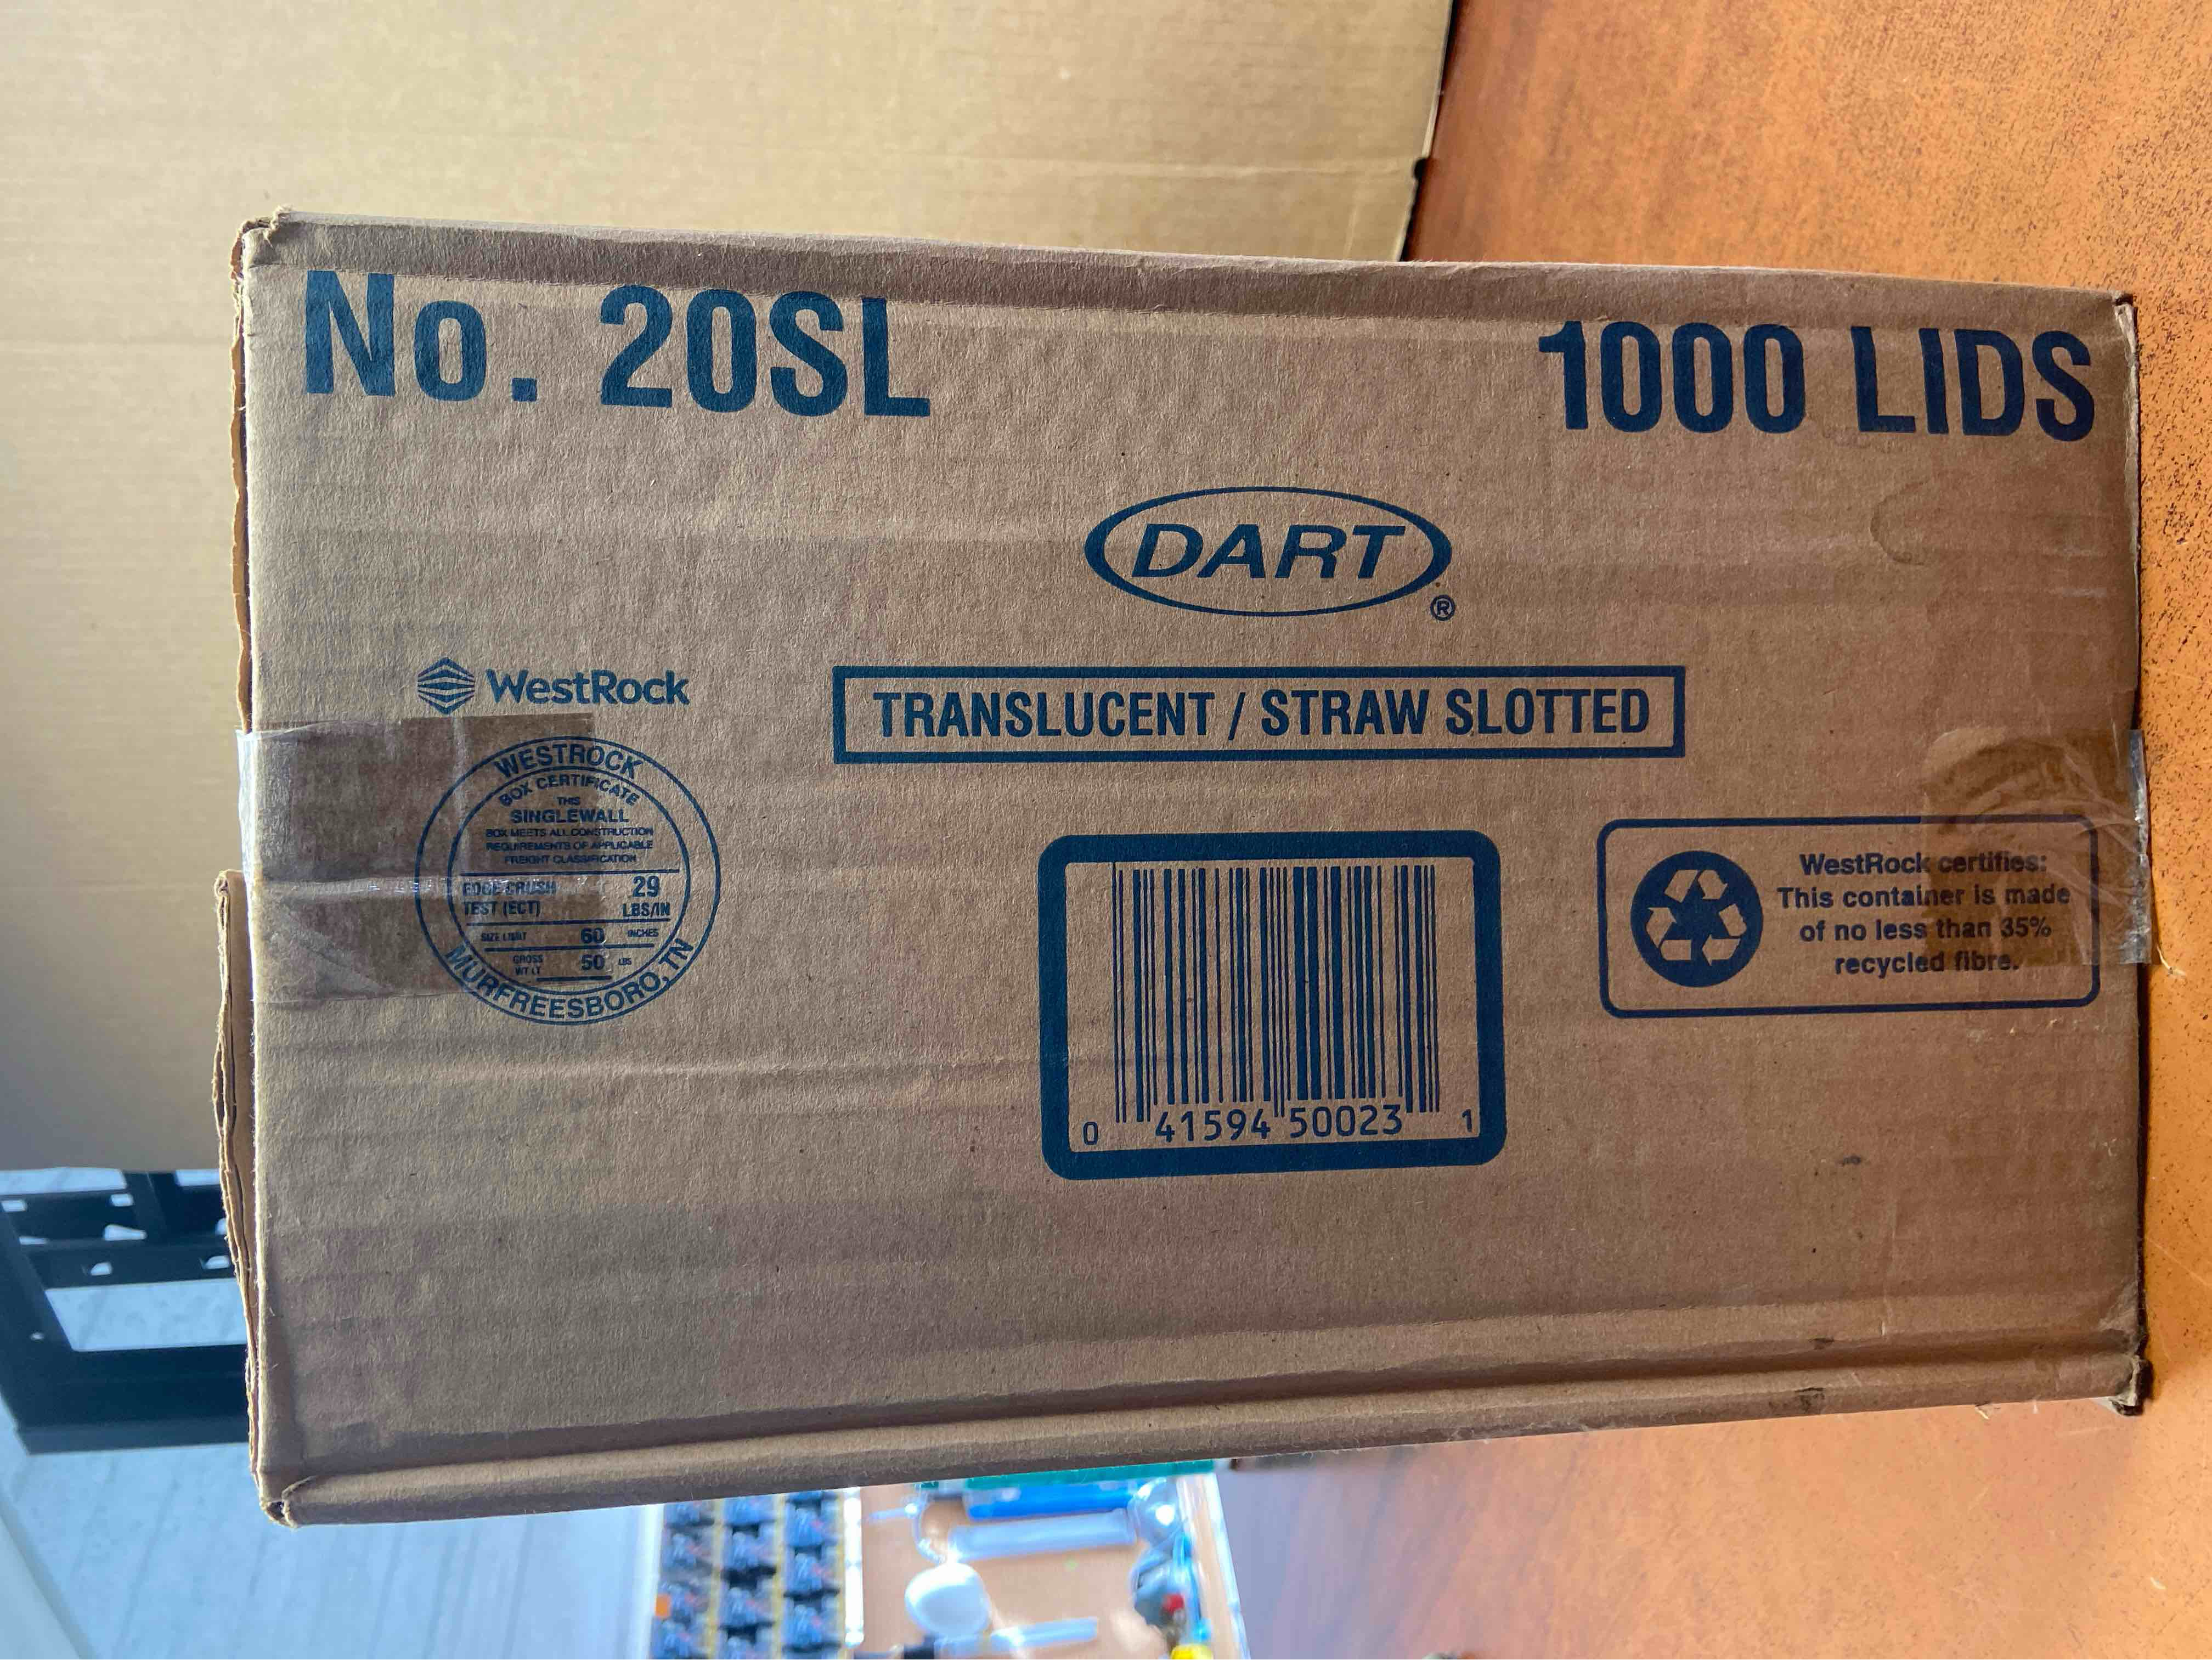 No. 20SL
1000 LIDS
DART®
WestRock
TRANSLUCENT / STRAW SLOTTED
WESTROCK
BOX CERTIFICATE
THIS
SINGLEWALL
BOX MEETS ALL CONSTRUCTION
REQUIREMENTS OF APPLICABLE
FREIGHT CLASSIFICATION
EDGE CRUSH 29
TEST (ECT) LBS/IN
SIZE LIMIT 60 INCHES
GROSS
WT LT 50 LBS
MURFREESBORO, TN
0 41594 50023 1
WestRock certifies:
This container is made
of no less than 35%
recycled fibre.